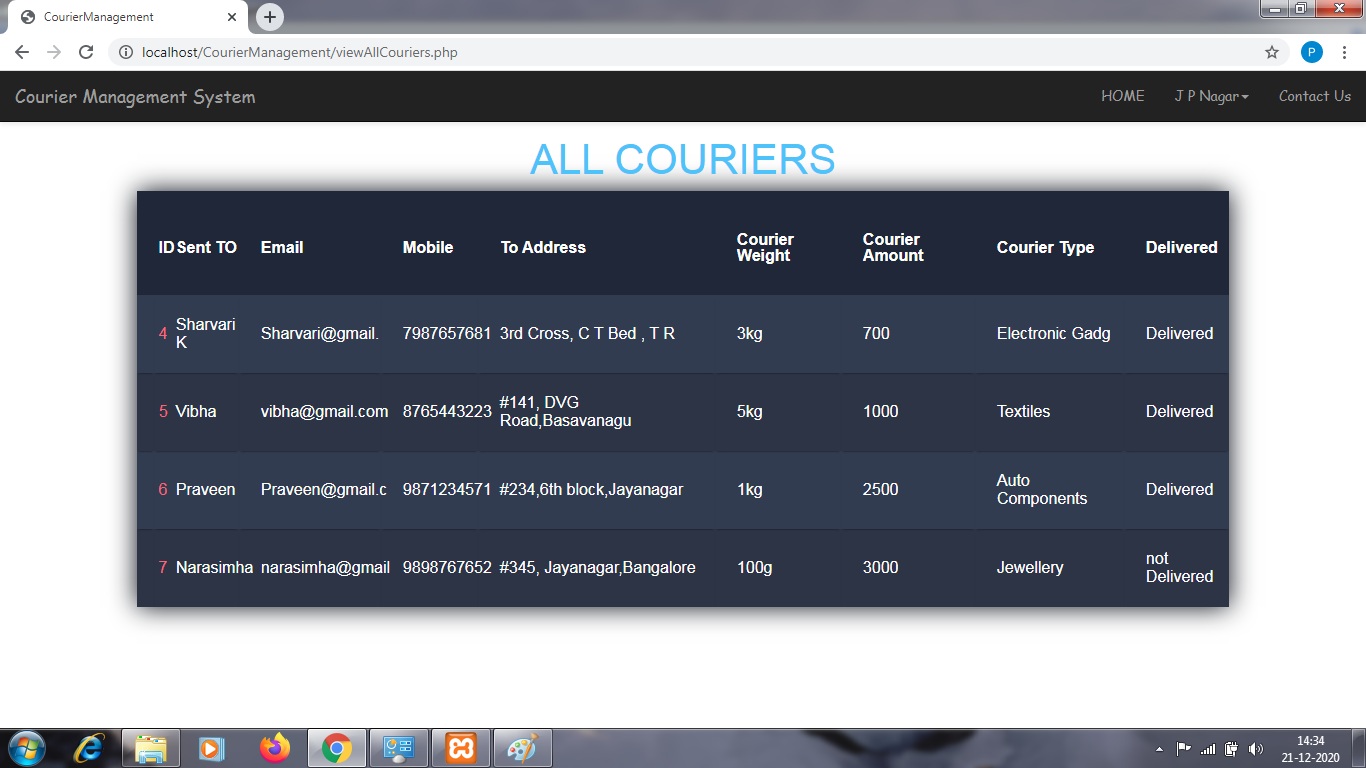 CourierManagement
localhost/CourierManagement/viewAllCouriers.php
P
Courier Management System
HOME
J P Nagar
Contact Us
ALL COURIERS
ID Sent TO Email Mobile To Address Courier Weight Courier Amount Courier Type Delivered
4 Sharvari K Sharvari@gmail. 7987657681 3rd Cross, C T Bed , T R 3kg 700 Electronic Gadg Delivered
5 Vibha vibha@gmail.com 8765443223 #141, DVG Road,Basavanagu 5kg 1000 Textiles Delivered
6 Praveen Praveen@gmail.c 9871234571 #234,6th block,Jayanagar 1kg 2500 Auto Components Delivered
7 Narasimha narasimha@gmail 9898767652 #345, Jayanagar,Bangalore 100g 3000 Jewellery not Delivered
14:34
21-12-2020